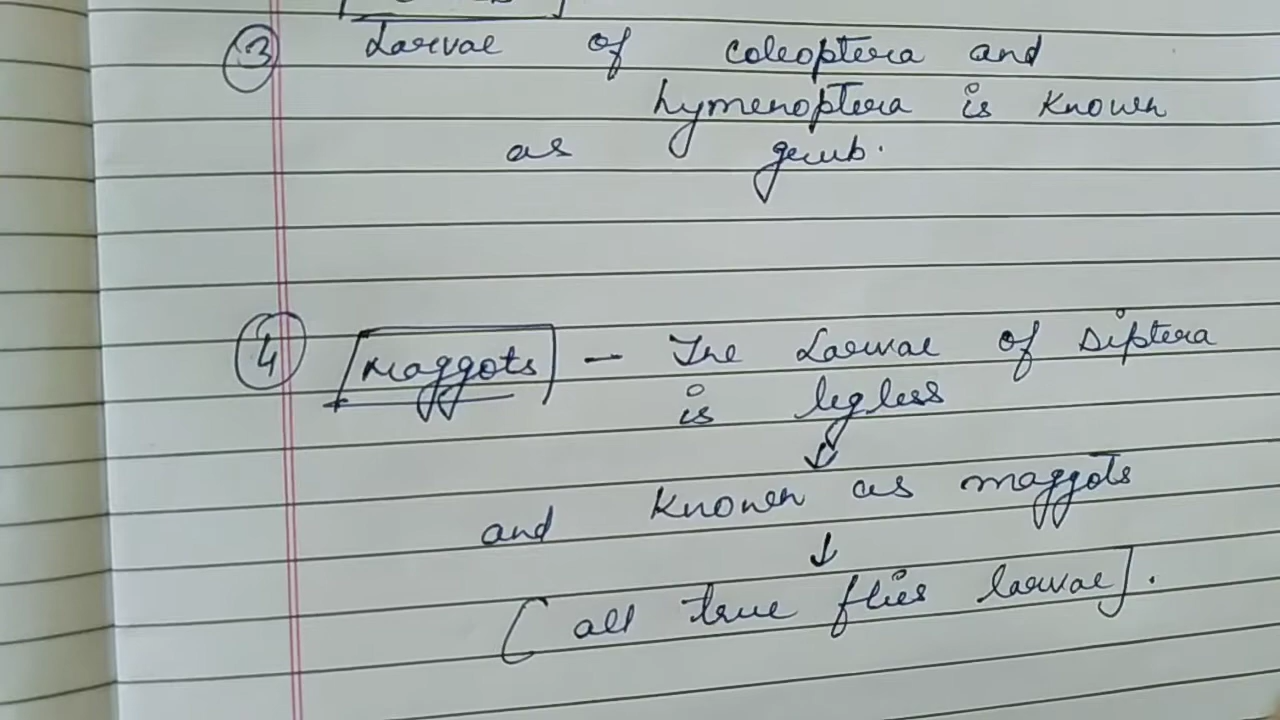 ③ Larvae of coleoptera and
hymenoptera is known
as grub.
④ [Maggots] - The Larvae of Diptera
is legless
↓
and known as maggots
↓
[all true flies larvae].